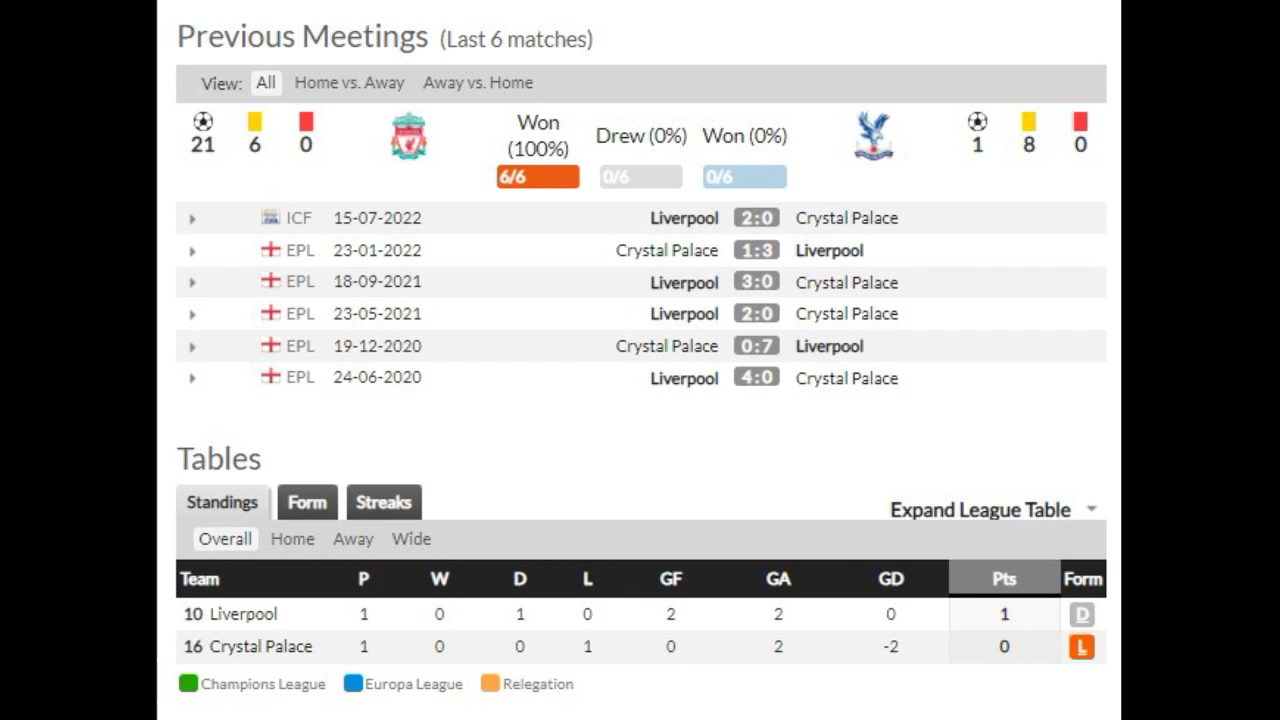 Previous Meetings (Last 6 matches)
View: All Home vs. Away Away vs. Home
21 6 0 Won (100%) Drew (0%) Won (0%) 1 8 0
6/6 0/6 0/6
ICF 15-07-2022 Liverpool 2:0 Crystal Palace
EPL 23-01-2022 Crystal Palace 1:3 Liverpool
EPL 18-09-2021 Liverpool 3:0 Crystal Palace
EPL 23-05-2021 Liverpool 2:0 Crystal Palace
EPL 19-12-2020 Crystal Palace 0:7 Liverpool
EPL 24-06-2020 Liverpool 4:0 Crystal Palace
Tables
Standings Form Streaks Expand League Table
Overall Home Away Wide
Team P W D L GF GA GD Pts Form
10 Liverpool 1 0 1 0 2 2 0 1 D
16 Crystal Palace 1 0 0 1 0 2 -2 0 L
Champions League Europa League Relegation